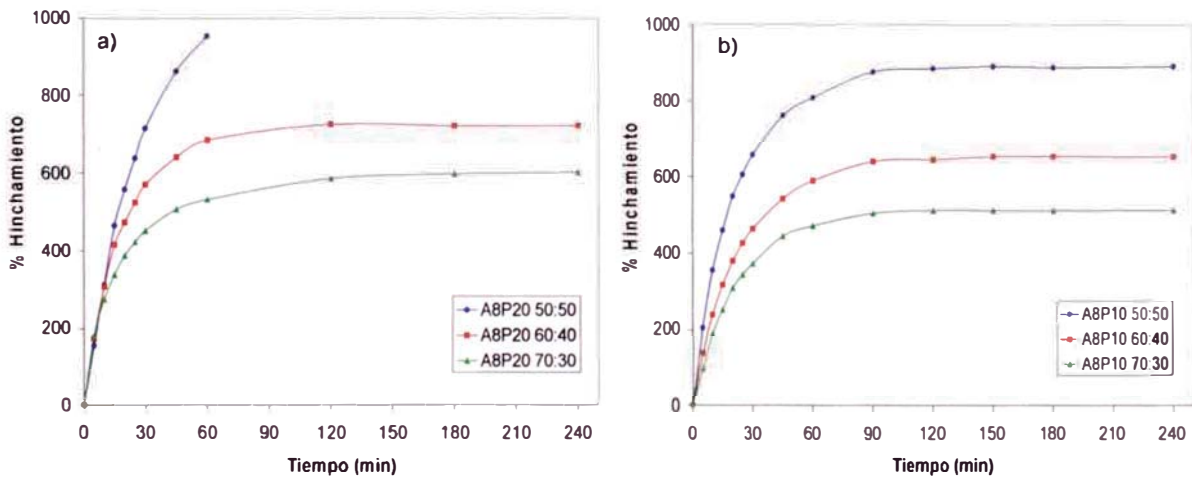 a)
% Hinchamiento
1000
800
600
400
200
0
0 30 60 90 120 150 180 210 240
Tiempo (min)
A8P20 50:50
A8P20 60:40
A8P20 70:30
b)
% Hinchamiento
1000
800
600
400
200
0
0 30 60 90 120 150 180 210 240
Tiempo (min)
A8P10 50:50
A8P10 60:40
A8P10 70:30